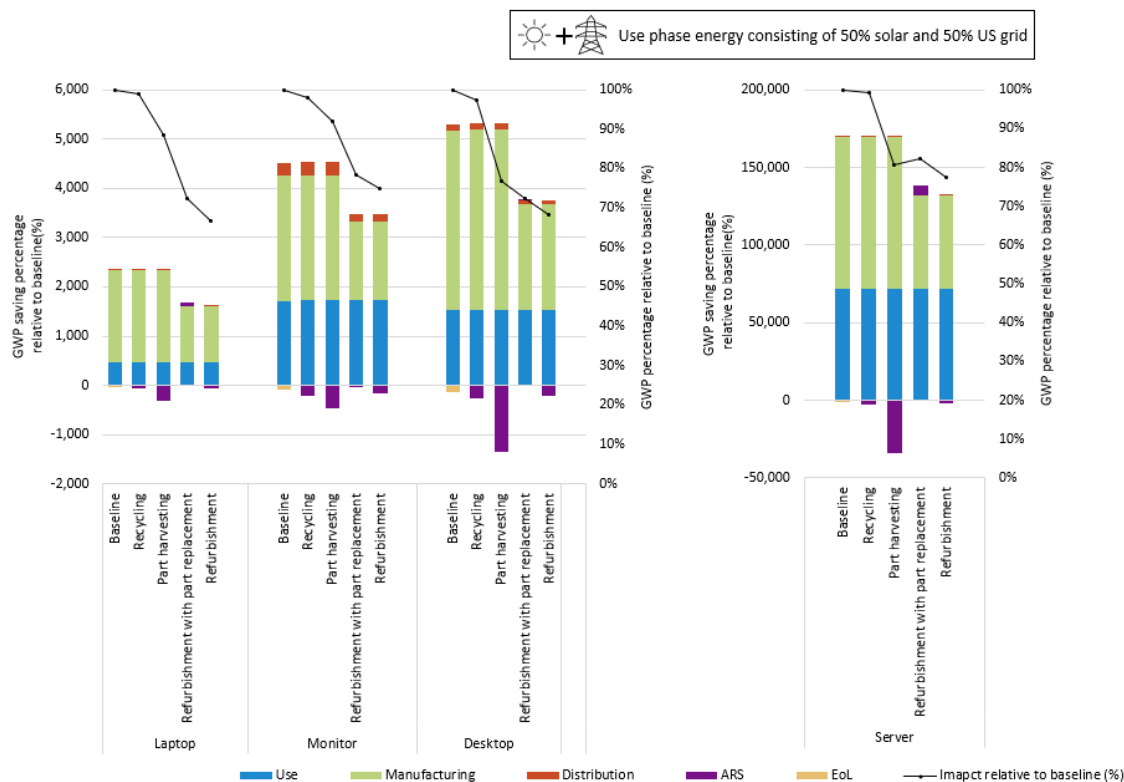 Use phase energy consisting of 50% solar and 50% US grid
GWP saving percentage
relative to baseline(%)
6,000
5,000
4,000
3,000
2,000
1,000
0
-1,000
-2,000
100%
90%
80%
70%
60%
50%
40%
30%
20%
10%
0%
GWP percentage relative to baseline (%)
Baseline
Recycling
Part harvesting
Refurbishment with part replacement
Refurbishment
Laptop
Baseline
Recycling
Part harvesting
Refurbishment with part replacement
Refurbishment
Monitor
Baseline
Recycling
Part harvesting
Refurbishment with part replacement
Refurbishment
Desktop
GWP saving percentage
relative to baseline(%)
200,000
150,000
100,000
50,000
0
-50,000
100%
90%
80%
70%
60%
50%
40%
30%
20%
10%
0%
GWP percentage relative to baseline (%)
Baseline
Recycling
Part harvesting
Refurbishment with part replacement
Refurbishment
Server
Use
Manufacturing
Distribution
ARS
EoL
Imapct relative to baseline (%)